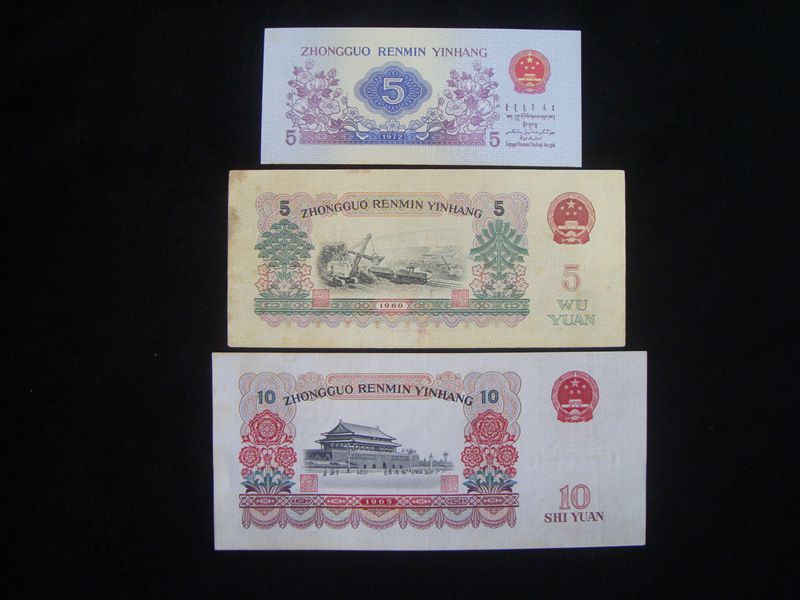 ZHONGGUO RENMIN YINHANG
5
5 1972 5
5 ZHONGGUO RENMIN YINHANG 5
1960
5
WU
YUAN
10 ZHONGGUO RENMIN YINHANG 10
1965
10
SHI YUAN